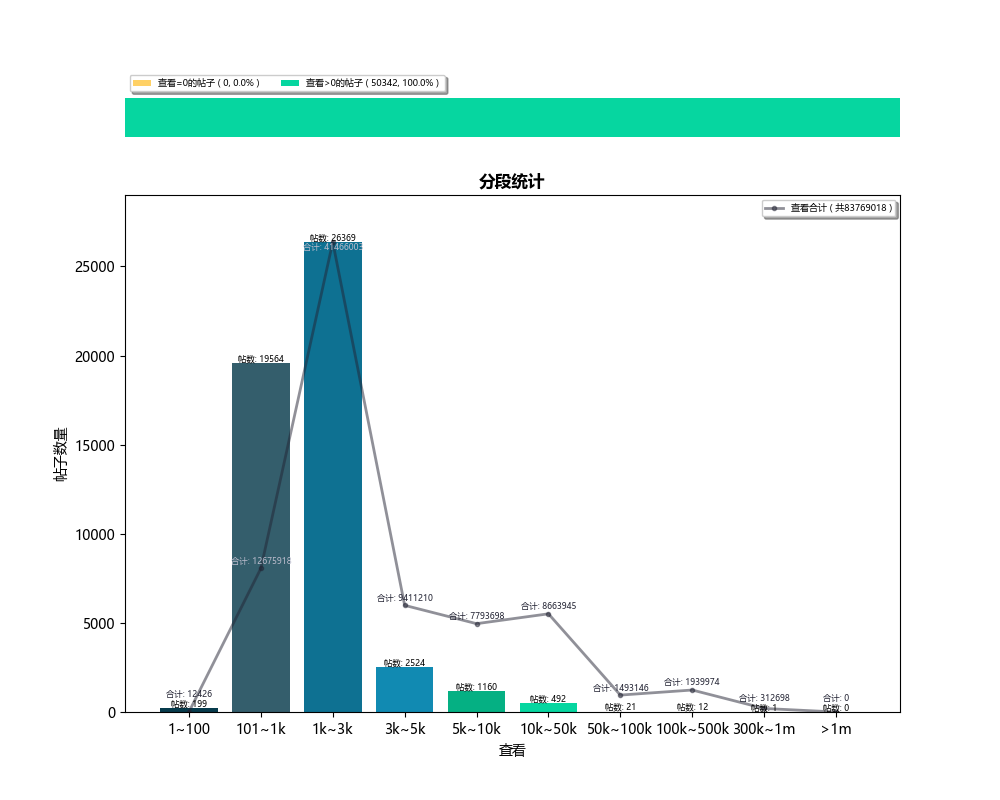 查看=0的帖子 ( 0, 0.0% )
查看>0的帖子 ( 50342, 100.0% )
分段统计
查看合计 ( 共83769018 )
帖子数量
25000
20000
15000
10000
5000
0
合计: 12426
帖数: 199
帖数: 19564
合计: 12675918
帖数: 26369
合计: 41466003
合计: 9411210
帖数: 2524
合计: 7793698
帖数: 1160
合计: 8663945
帖数: 492
合计: 1493146
帖数: 21
合计: 1939974
帖数: 12
合计: 312698
帖数: 1
合计: 0
帖数: 0
1~100
101~1k
1k~3k
3k~5k
5k~10k
10k~50k
50k~100k
100k~500k
300k~1m
>1m
查看